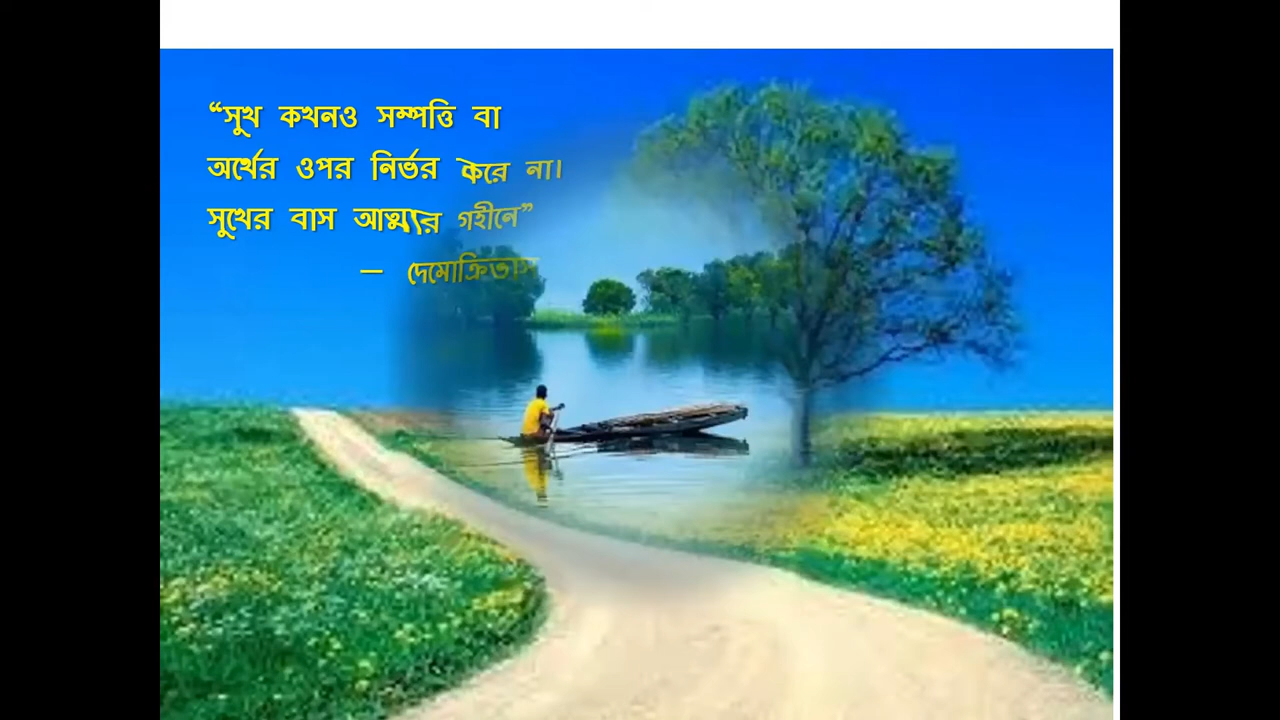 “সুখ কখনও সম্পত্তি বা
অর্থের ওপর নির্ভর করে না।
সুখের বাস আত্মার গহীনে”
— দেমোক্রিতাস